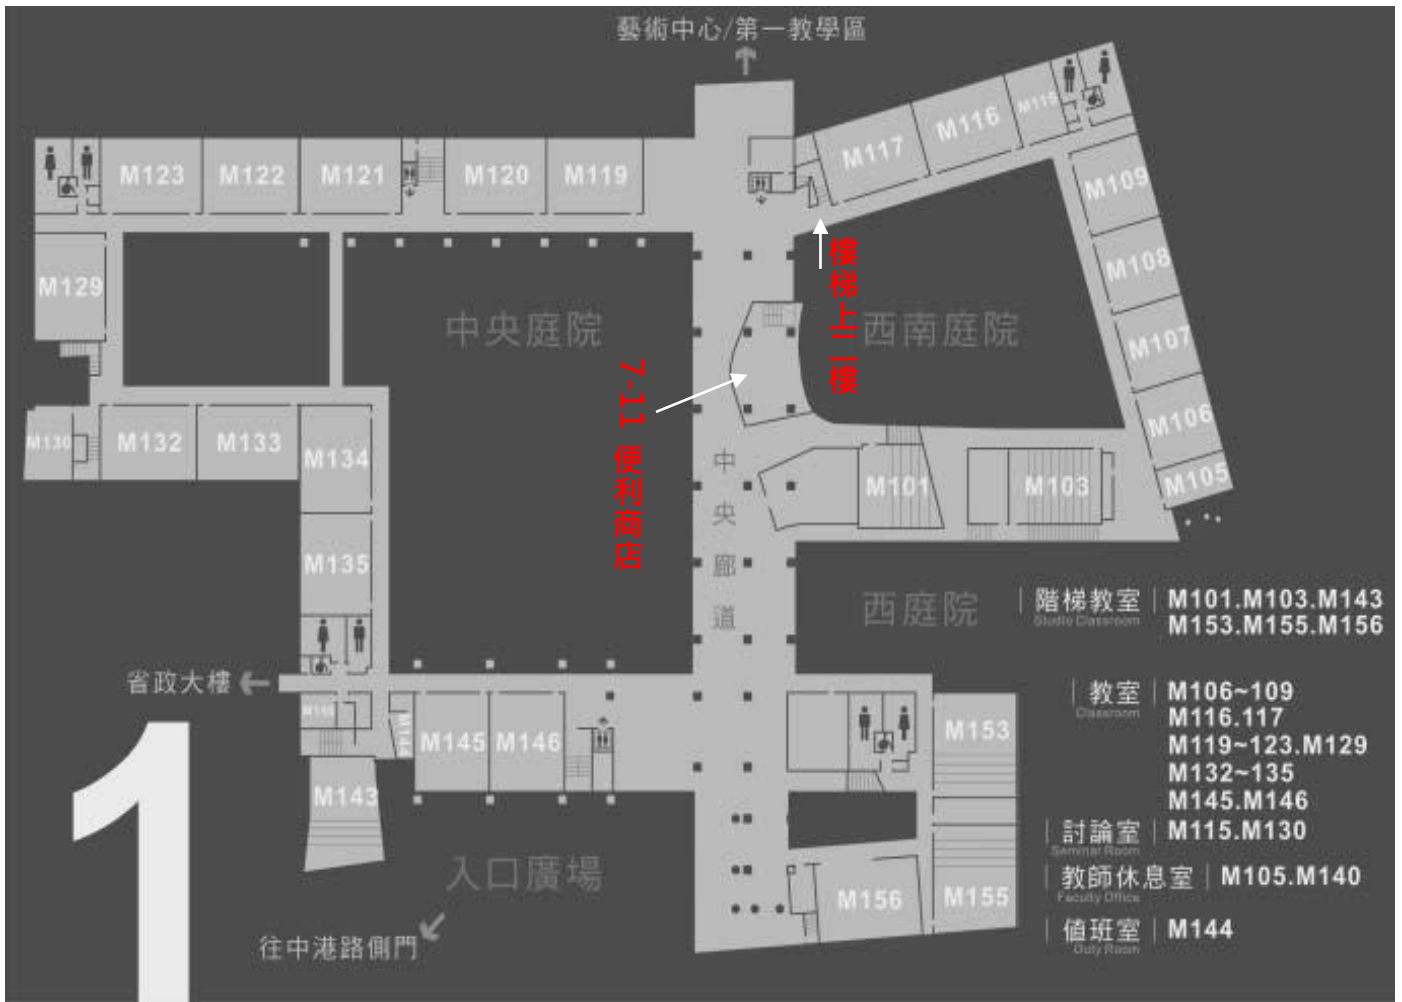 藝術中心/第一教學區
M123
M122
M121
M120
M119
M117
M116
M115
M109
M108
M107
M106
M105
M129
中央庭院
西南庭院
樓梯上二樓
7-11 便利商店
M130
M132
M133
M134
M135
中央廊道
M101
M103
西庭院
省政大樓
M140
M144
M145
M146
M143
M153
M155
M156
入口廣場
往中港路側門
1
階梯教室
Studio Classroom
M101.M103.M143
M153.M155.M156
教室
Classroom
M106~109
M116.117
M119~123.M129
M132~135
M145.M146
討論室
Seminar Room
M115.M130
教師休息室
Faculty Office
M105.M140
值班室
Duty Room
M144